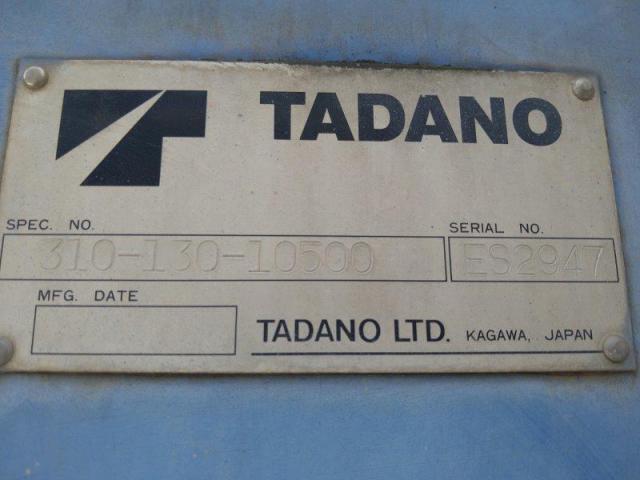 TADANO
SPEC. NO.
SERIAL NO.
310-130-10500
ES2947
MFG. DATE
TADANO LTD. KAGAWA, JAPAN